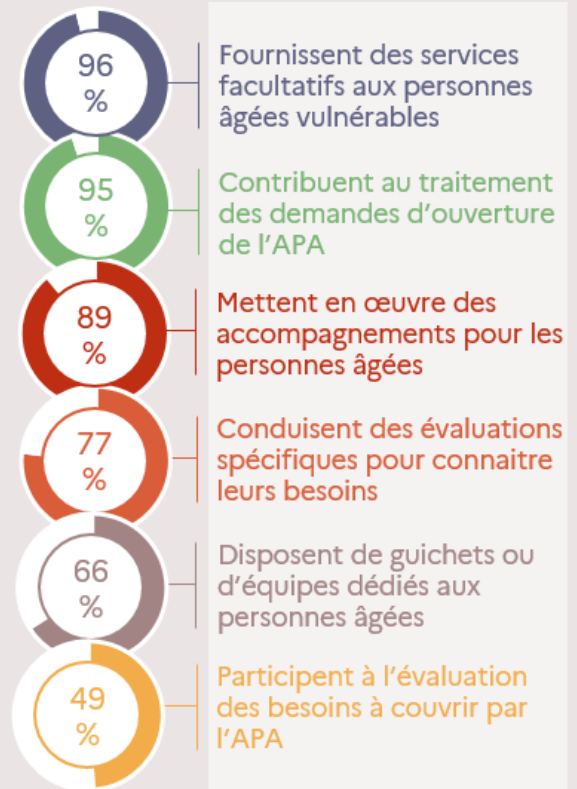 96
%
Fournissent des services
facultatifs aux personnes
âgées vulnérables
95
%
Contribuent au traitement
des demandes d'ouverture
de l'APA
89
%
Mettent en œuvre des
accompagnements pour les
personnes âgées
77
%
Conduisent des évaluations
spécifiques pour connaitre
leurs besoins
66
%
Disposent de guichets ou
d'équipes dédiés aux
personnes âgées
49
%
Participent à l'évaluation
des besoins à couvrir par
l'APA